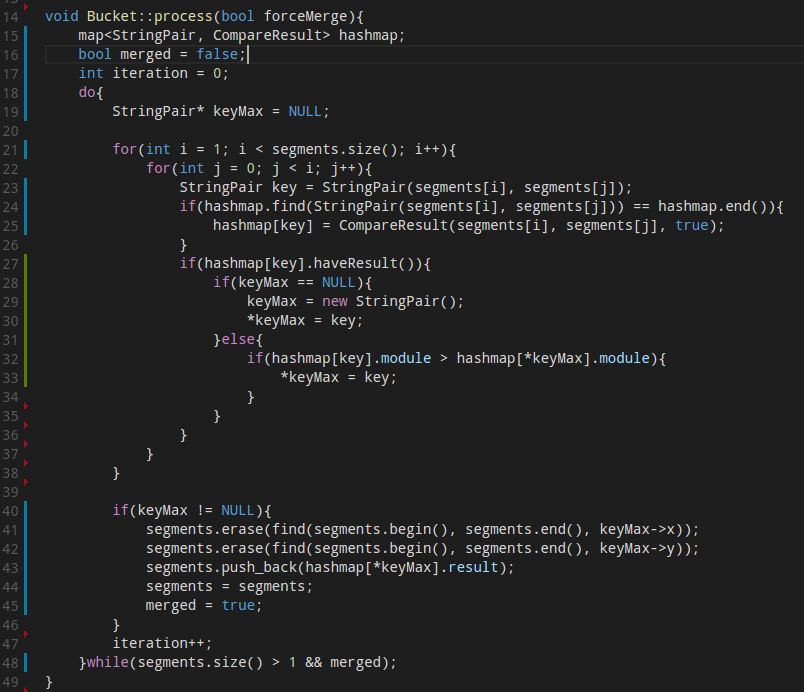 14 void Bucket::process(bool forceMerge){
15     map<StringPair, CompareResult> hashmap;
16     bool merged = false;
17     int iteration = 0;
18     do{
19         StringPair* keyMax = NULL;
20
21         for(int i = 1; i < segments.size(); i++){
22             for(int j = 0; j < i; j++){
23                 StringPair key = StringPair(segments[i], segments[j]);
24                 if(hashmap.find(StringPair(segments[i], segments[j])) == hashmap.end()){
25                     hashmap[key] = CompareResult(segments[i], segments[j], true);
26                 }
27                 if(hashmap[key].haveResult()){
28                     if(keyMax == NULL){
29                         keyMax = new StringPair();
30                         *keyMax = key;
31                     }else{
32                         if(hashmap[key].module > hashmap[*keyMax].module){
33                             *keyMax = key;
34                         }
35                     }
36                 }
37             }
38         }
39
40         if(keyMax != NULL){
41             segments.erase(find(segments.begin(), segments.end(), keyMax->x));
42             segments.erase(find(segments.begin(), segments.end(), keyMax->y));
43             segments.push_back(hashmap[*keyMax].result);
44             segments = segments;
45             merged = true;
46         }
47         iteration++;
48     }while(segments.size() > 1 && merged);
49 }